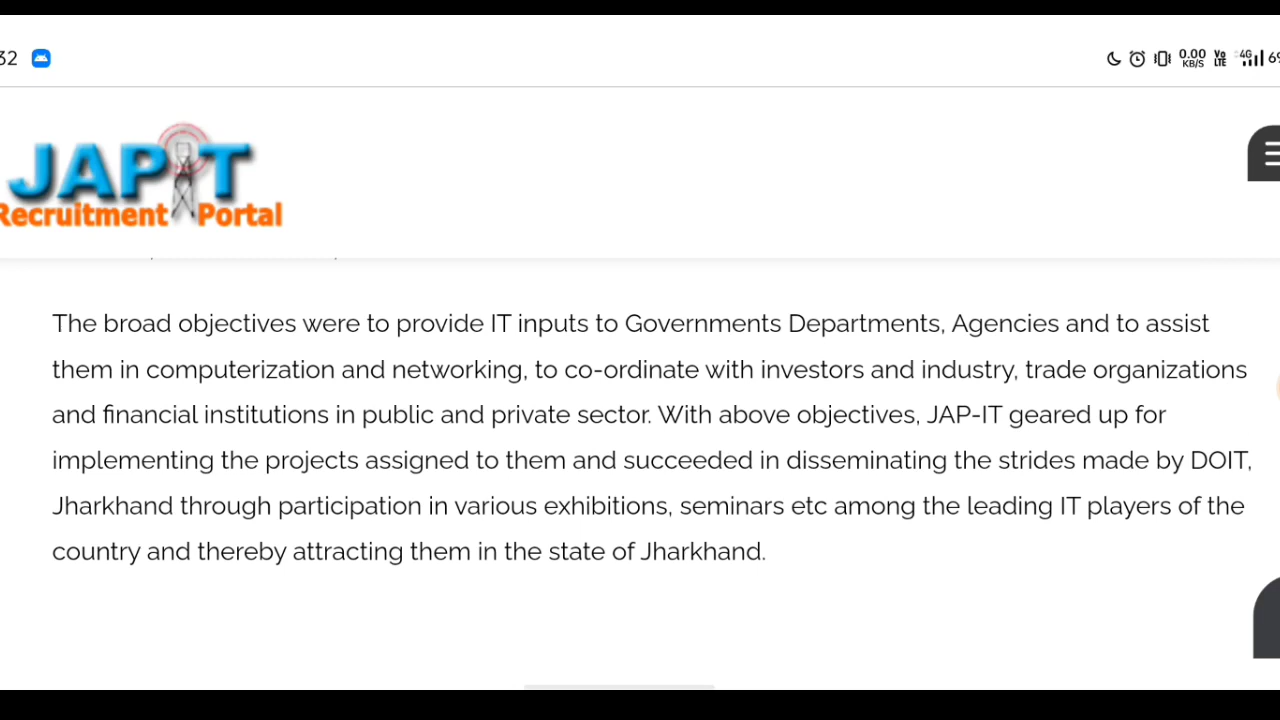 32
0.00
KB/S
Vo
LTE
4G
JAPIT
Recruitment Portal
The broad objectives were to provide IT inputs to Governments Departments, Agencies and to assist
them in computerization and networking, to co-ordinate with investors and industry, trade organizations
and financial institutions in public and private sector. With above objectives, JAP-IT geared up for
implementing the projects assigned to them and succeeded in disseminating the strides made by DOIT,
Jharkhand through participation in various exhibitions, seminars etc among the leading IT players of the
country and thereby attracting them in the state of Jharkhand.